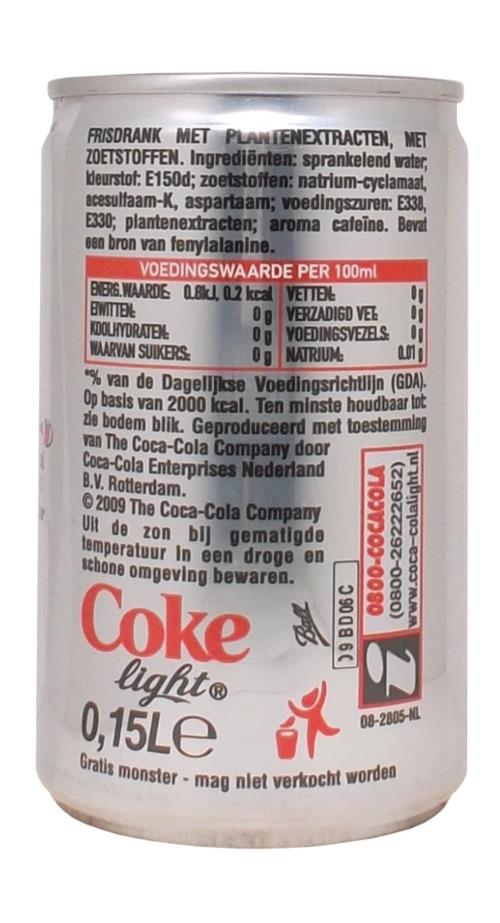 FRISDRANK MET PLANTENEXTRACTEN, MET
ZOETSTOFFEN. Ingrediënten: sprankelend water;
kleurstof: E150d; zoetstoffen: natrium-cyclamaat,
acesulfaam-K, aspartaam; voedingszuren: E338,
E330; plantenextracten; aroma cafeïne. Bevat
een bron van fenylalanine.
VOEDINGSWAARDE PER 100ml
ENERG.WAARDE: 0.8kJ, 0.2 kcal
EIWITTEN: 0 g
KOOLHYDRATEN: 0 g
WAARVAN SUIKERS: 0 g
VETTEN: 0 g
VERZADIGD VET: 0 g
VOEDINGSVEZELS: 0 g
NATRIUM: 0.01 g
*% van de Dagelijkse Voedingsrichtlijn (GDA).
Op basis van 2000 kcal. Ten minste houdbaar tot:
zie bodem blik. Geproduceerd met toestemming
van The Coca-Cola Company door
Coca-Cola Enterprises Nederland
B.V. Rotterdam.
© 2009 The Coca-Cola Company
Uit de zon bij gematigde
temperatuur in een droge en
schone omgeving bewaren.
0800-COCACOLA
(0800-26222652)
www.coca-colalight.nl
i
08-2805-NL
Ball
9 BD 06 C
Coke
light®
0,15L e
Gratis monster - mag niet verkocht worden